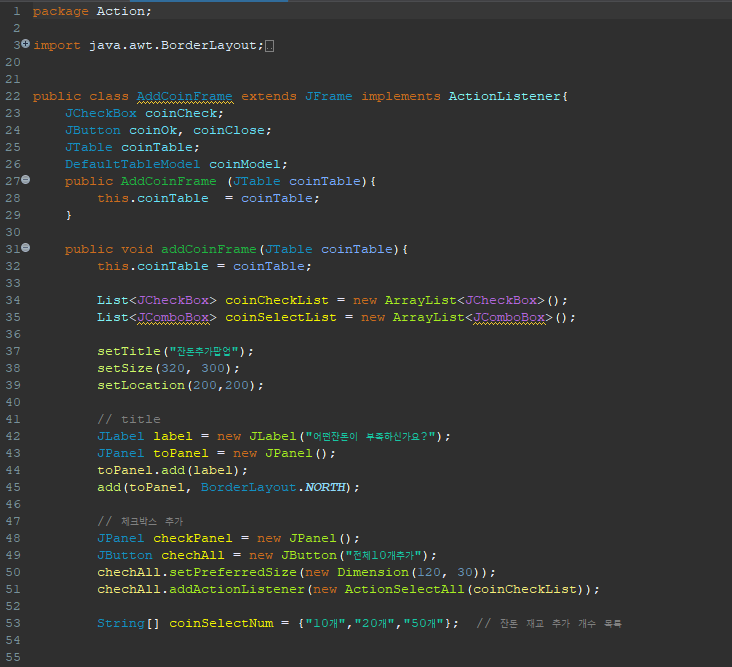 1 package Action;
2
3 import java.awt.BorderLayout;
20
21
22 public class AddCoinFrame extends JFrame implements ActionListener{
23 JCheckBox coinCheck;
24 JButton coinOk, coinClose;
25 JTable coinTable;
26 DefaultTableModel coinModel;
27 public AddCoinFrame (JTable coinTable){
28 this.coinTable  = coinTable;
29 }
30
31 public void addCoinFrame(JTable coinTable){
32 this.coinTable = coinTable;
33
34 List<JCheckBox> coinCheckList = new ArrayList<JCheckBox>();
35 List<JComboBox> coinSelectList = new ArrayList<JComboBox>();
36
37 setTitle("잔돈추가팝업");
38 setSize(320, 300);
39 setLocation(200,200);
40
41 // title
42 JLabel label = new JLabel("어떤잔돈이 부족하신가요?");
43 JPanel toPanel = new JPanel();
44 toPanel.add(label);
45 add(toPanel, BorderLayout.NORTH);
46
47 // 체크박스 추가
48 JPanel checkPanel = new JPanel();
49 JButton chechAll = new JButton("전체10개추가");
50 chechAll.setPreferredSize(new Dimension(120, 30));
51 chechAll.addActionListener(new ActionSelectAll(coinCheckList));
52
53 String[] coinSelectNum = {"10개","20개","50개"};  // 잔돈 재고 추가 개수 목록
54
55